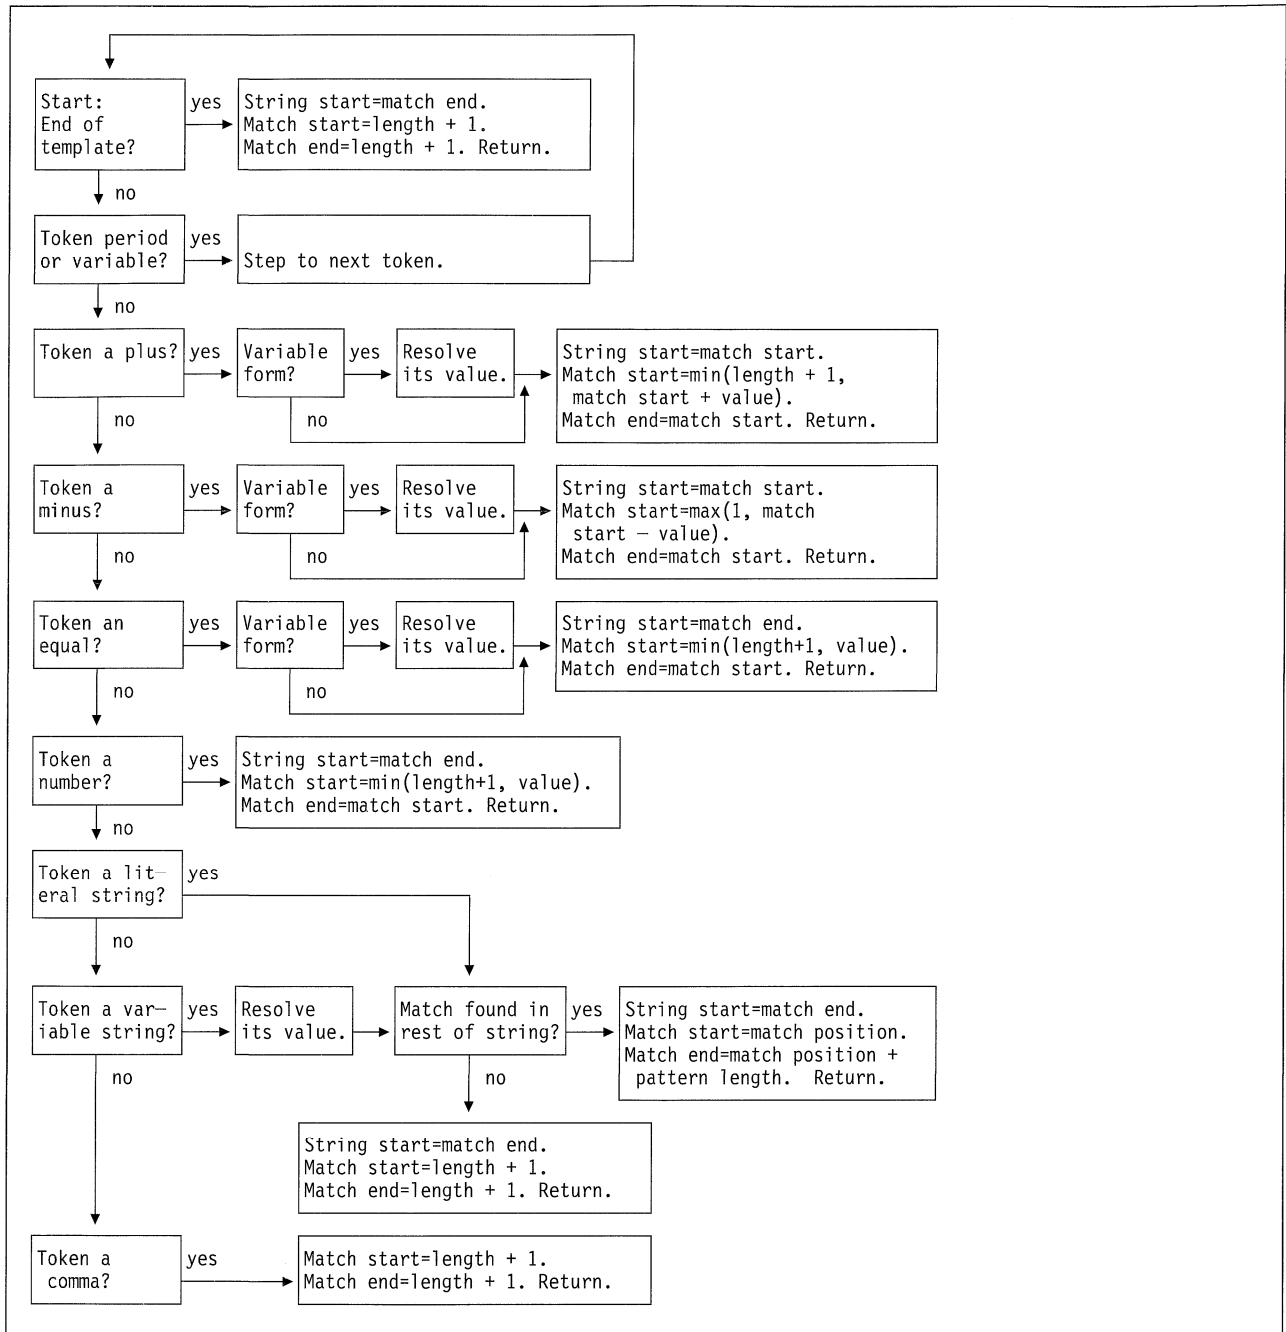 Start:
End of
template?
yes
String start=match end.
Match start=length + 1.
Match end=length + 1. Return.
no
Token period
or variable?
yes
Step to next token.
no
Token a plus?
yes
Variable
form?
yes
Resolve
its value.
String start=match start.
Match start=min(length + 1,
match start + value).
Match end=match start. Return.
no
no
Token a
minus?
yes
Variable
form?
yes
Resolve
its value.
String start=match start.
Match start=max(1, match
start — value).
Match end=match start. Return.
no
no
Token an
equal?
yes
Variable
form?
yes
Resolve
its value.
String start=match end.
Match start=min(length+1, value).
Match end=match start. Return.
no
no
Token a
number?
yes
String start=match end.
Match start=min(length+1, value).
Match end=match start. Return.
no
Token a lit—
eral string?
yes
no
Token a var—
iable string?
yes
Resolve
its value.
Match found in
rest of string?
yes
String start=match end.
Match start=match position.
Match end=match position +
pattern length. Return.
no
no
String start=match end.
Match start=length + 1.
Match end=length + 1. Return.
Token a
comma?
yes
Match start=length + 1.
Match end=length + 1. Return.